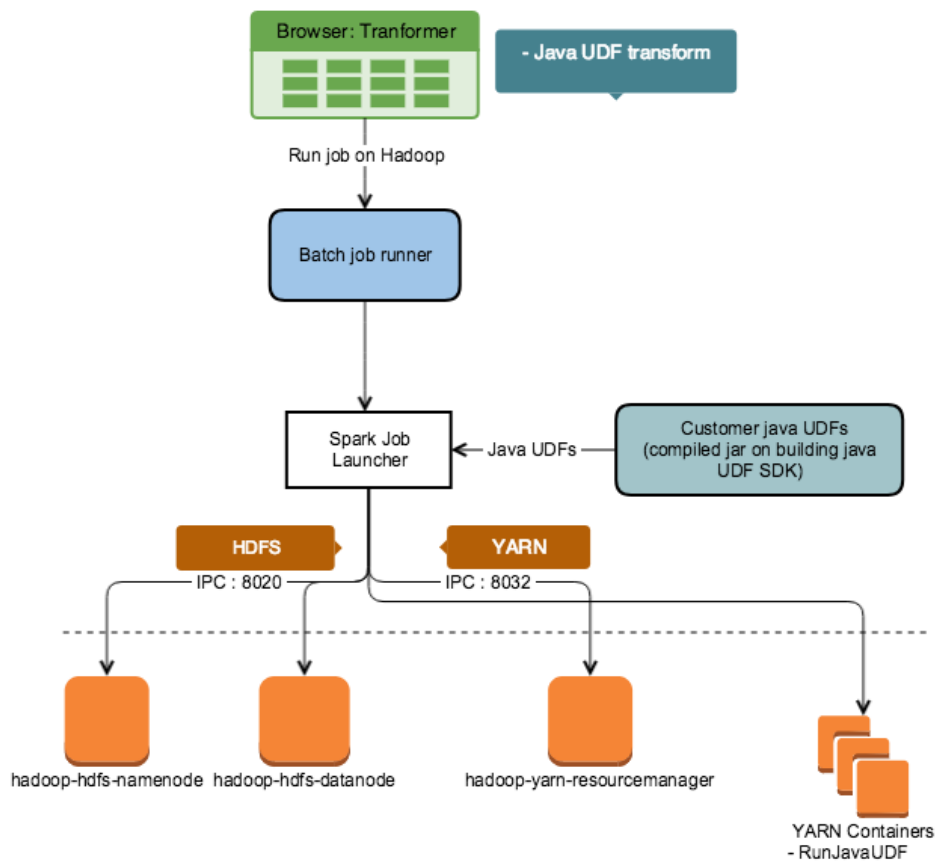 Browser: Tranformer
- Java UDF transform
Run job on Hadoop
Batch job runner
Spark Job
Launcher
Java UDFs
Customer java UDFs
(compiled jar on building java
UDF SDK)
HDFS
YARN
IPC : 8020
IPC : 8032
hadoop-hdfs-namenode
hadoop-hdfs-datanode
hadoop-yarn-resourcemanager
YARN Containers
- RunJavaUDF